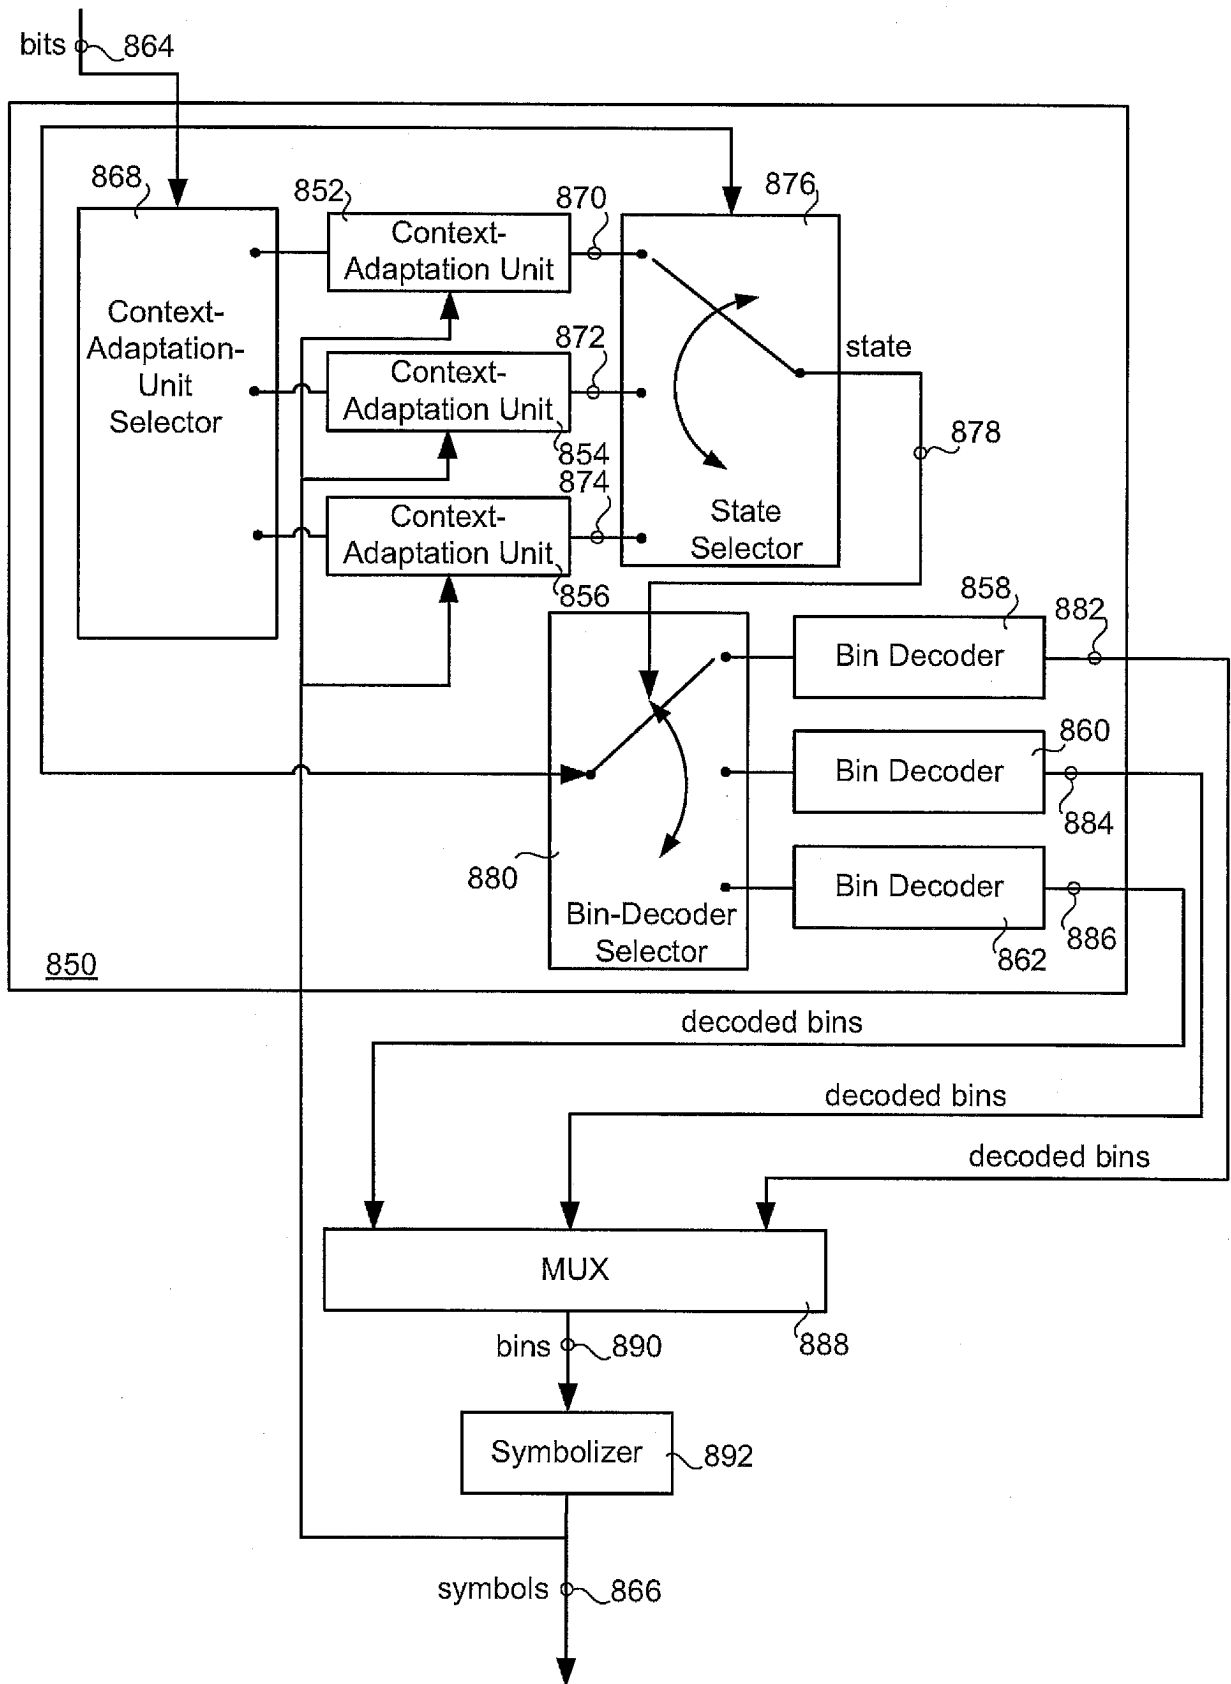 bits 864
868
852
870
876
Context-
Adaptation-
Unit
Selector
Context-
Adaptation Unit
872
state
Context-
Adaptation Unit
854
878
874
Context-
Adaptation Unit
856
State
Selector
858
882
Bin Decoder
860
Bin Decoder
884
880
Bin Decoder
Bin-Decoder
Selector
862
886
850
decoded bins
decoded bins
decoded bins
MUX
888
bins 890
Symbolizer 892
symbols 866